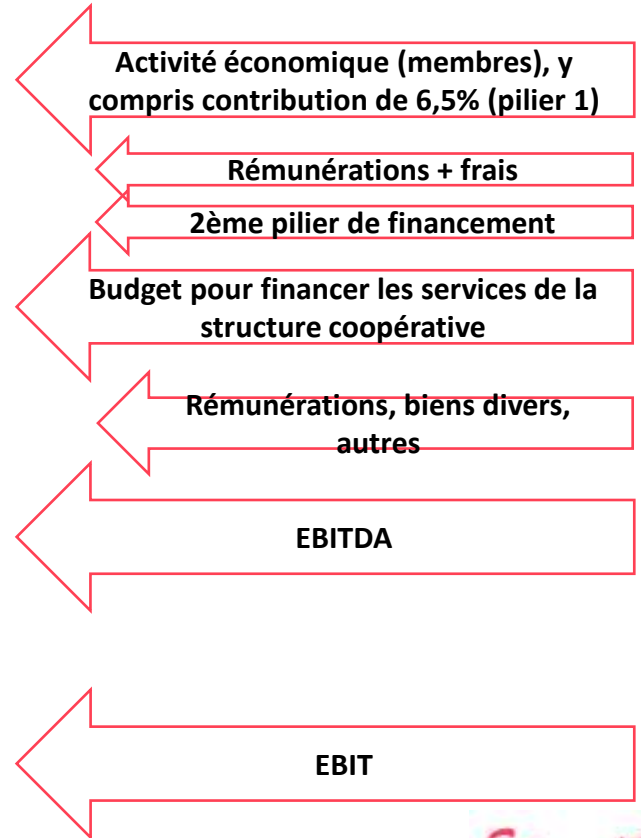 Activité économique (membres), y
compris contribution de 6,5% (pilier 1)
Rémunérations + frais
2ème pilier de financement
Budget pour financer les services de la
structure coopérative
Rémunérations, biens divers,
autres
EBITDA
EBIT